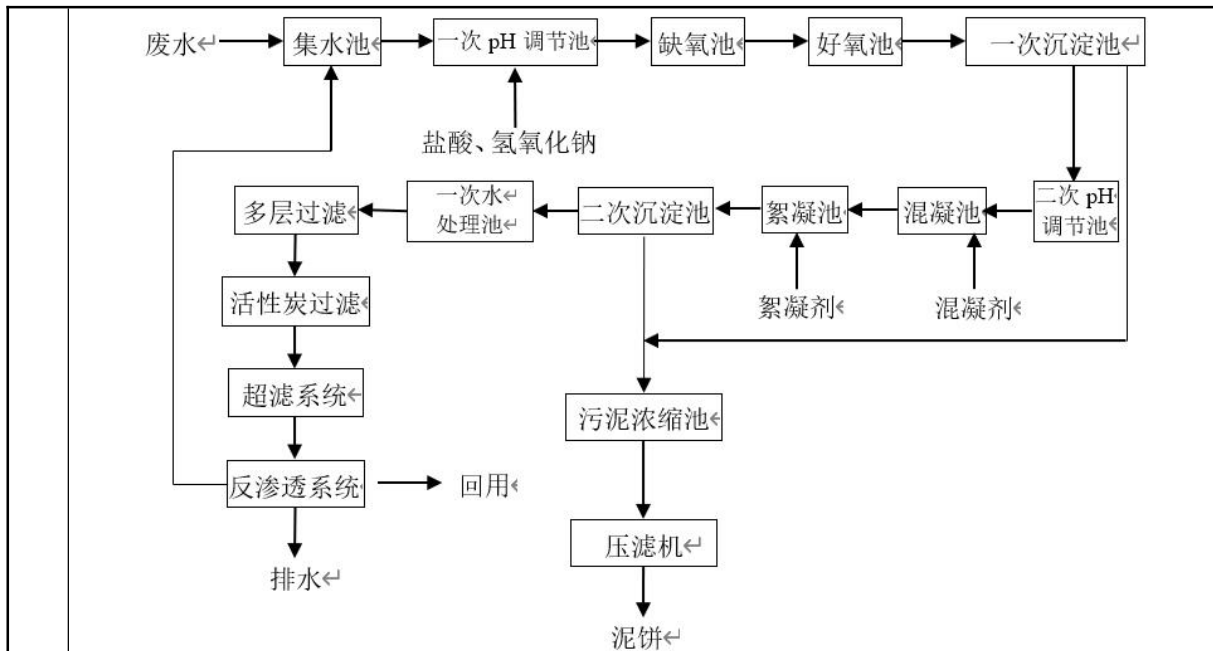 废水
集水池
一次 pH 调节池
缺氧池
好氧池
一次沉淀池
盐酸、氢氧化钠
多层过滤
一次水
处理池
二次沉淀池
絮凝池
混凝池
二次 pH
调节池
活性炭过滤
絮凝剂
混凝剂
超滤系统
污泥浓缩池
反渗透系统
回用
压滤机
排水
泥饼